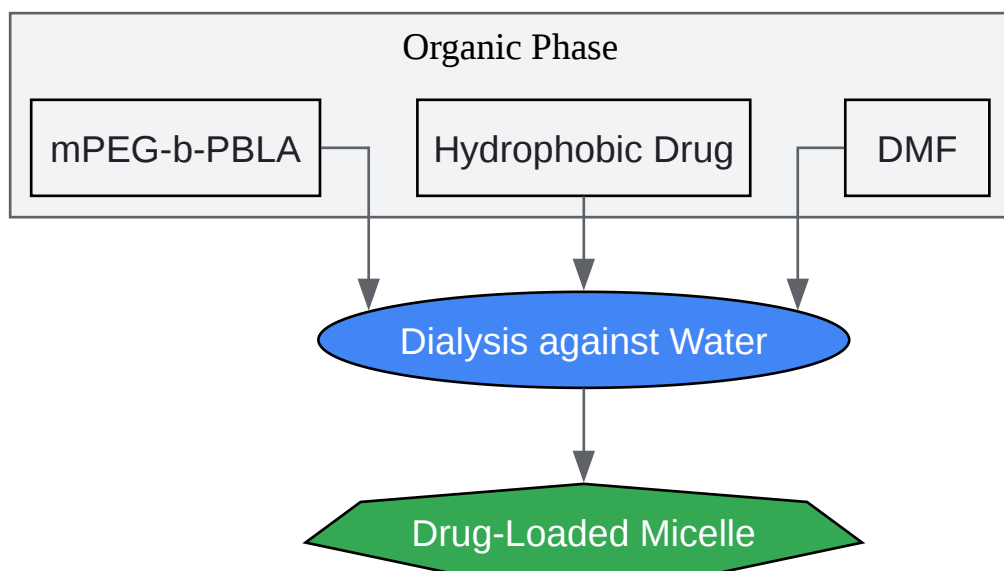 Organic Phase
mPEG-b-PBLA
Hydrophobic Drug
DMF
Dialysis against Water
Drug-Loaded Micelle